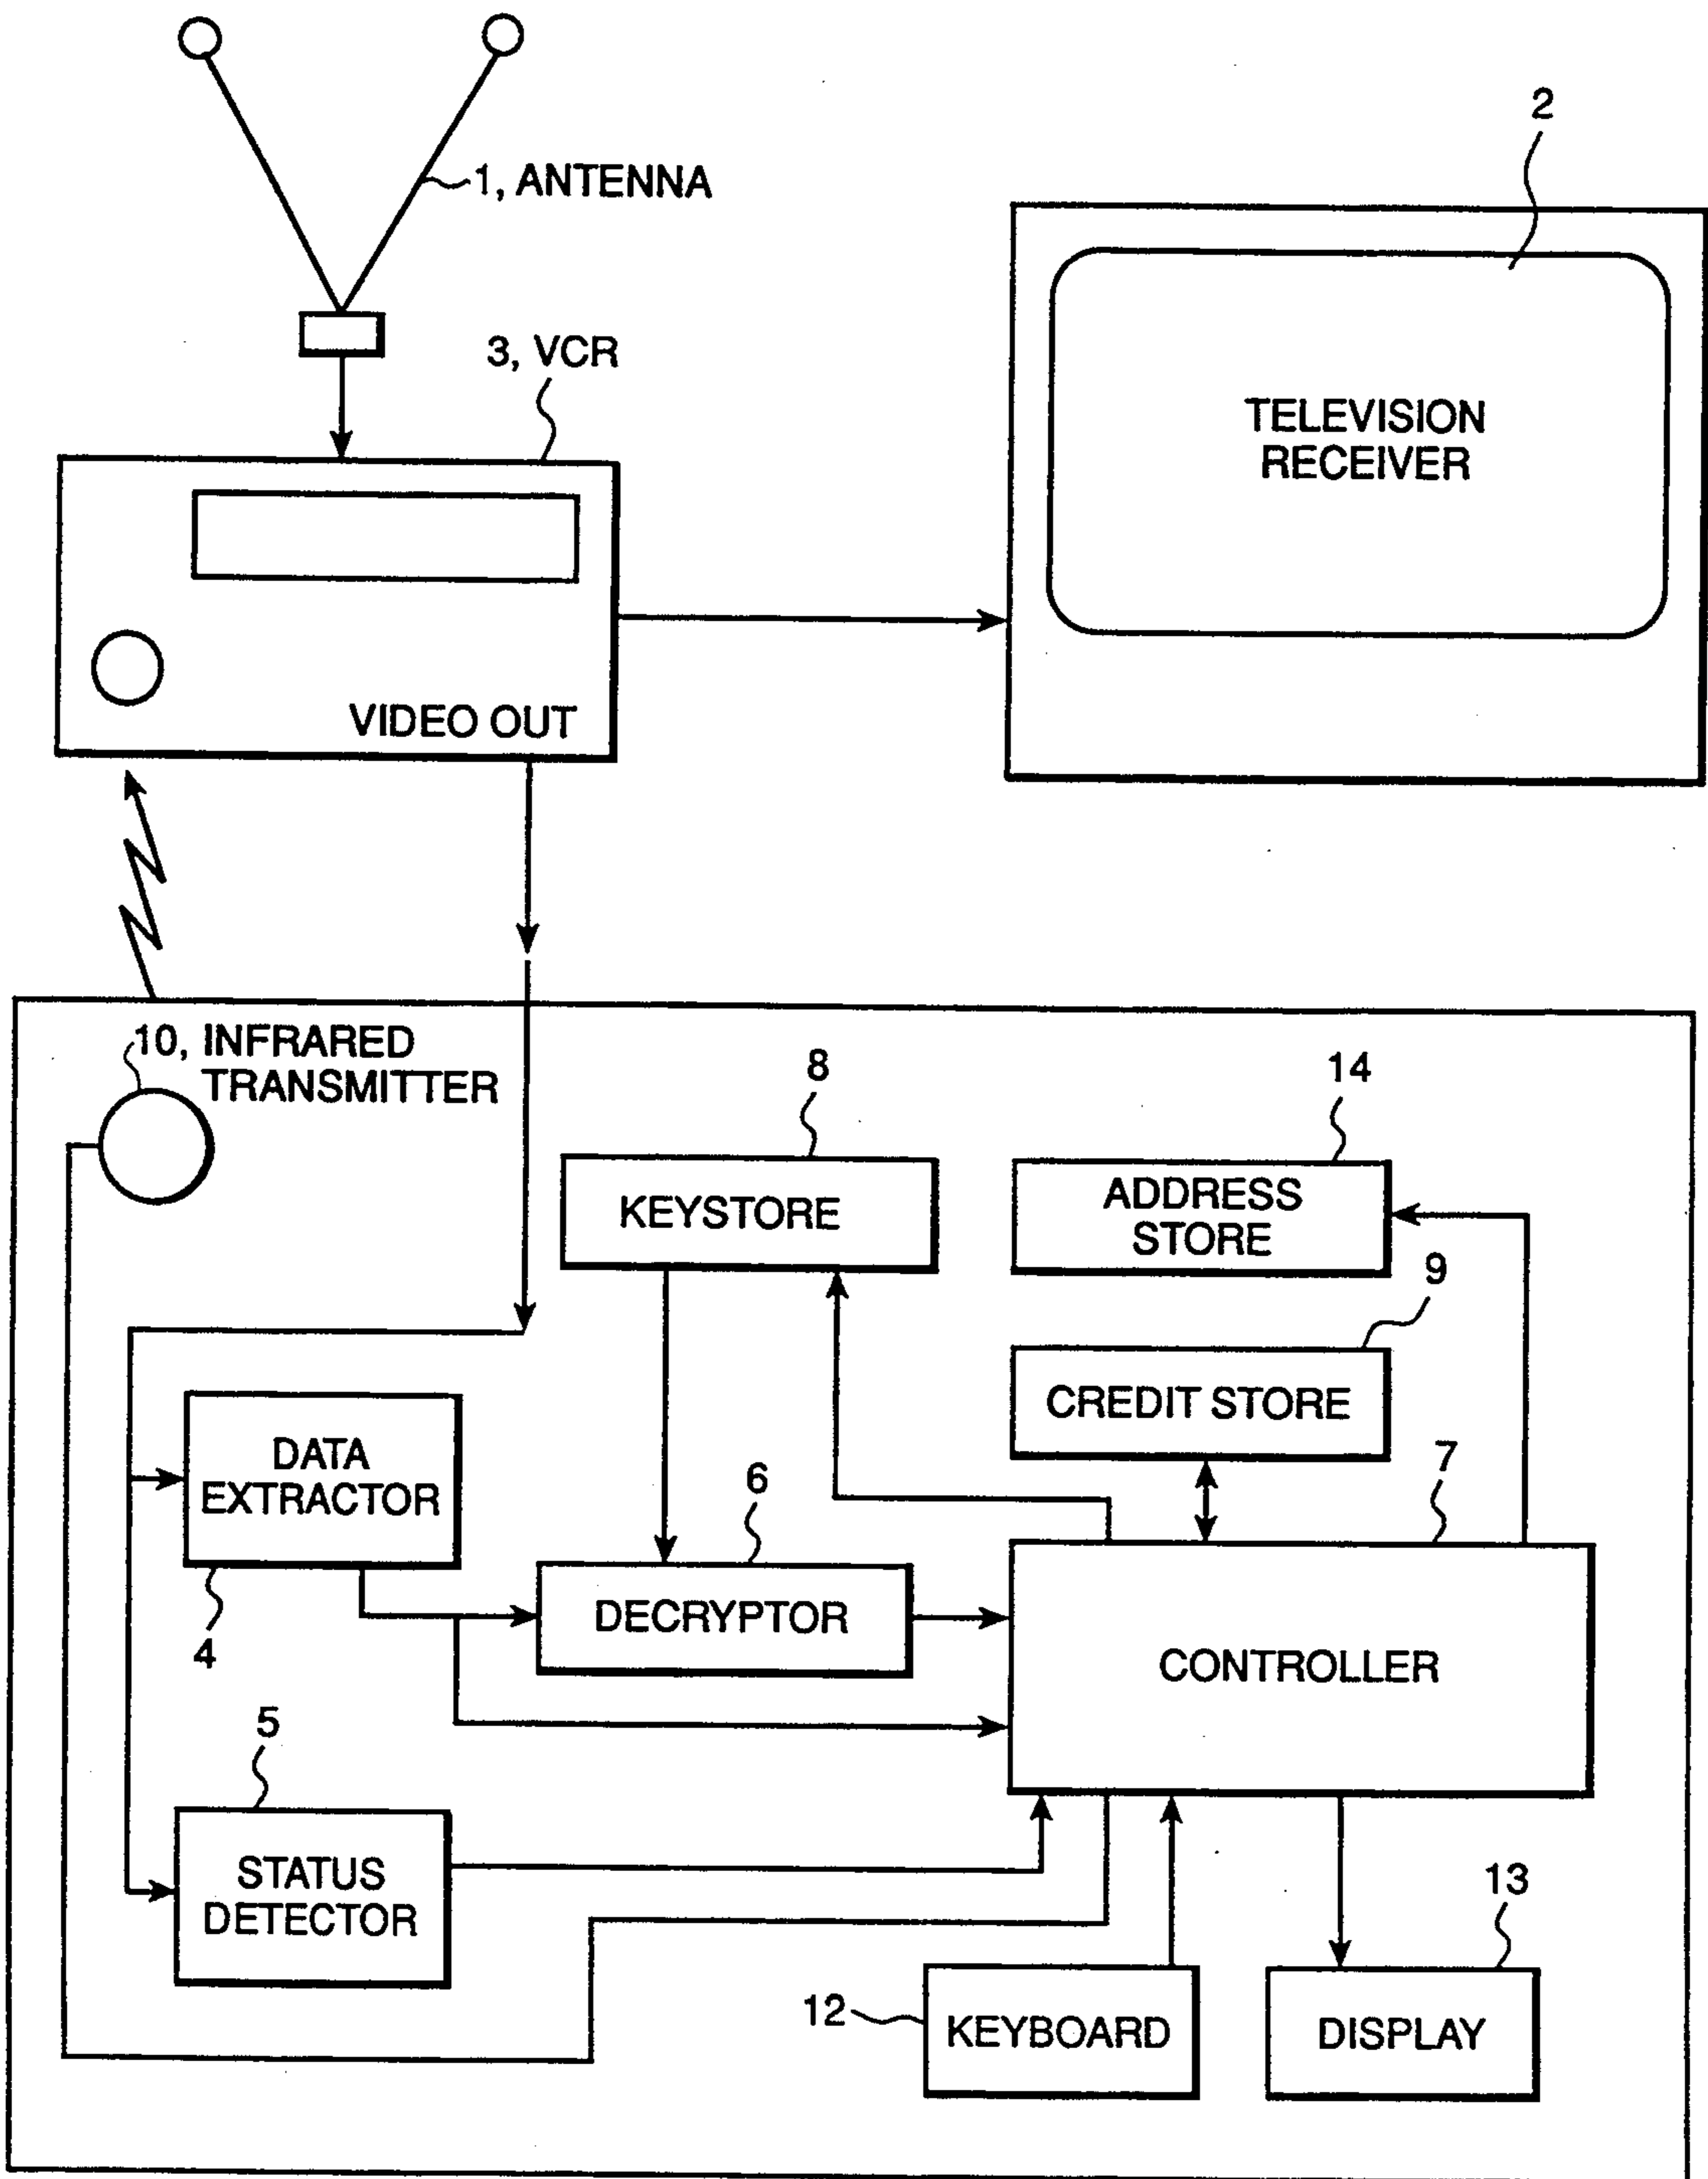 1, ANTENNA
2
3, VCR
TELEVISION
RECEIVER
VIDEO OUT
10, INFRARED
TRANSMITTER
8
14
KEYSTORE
ADDRESS
STORE
9
CREDIT STORE
DATA
EXTRACTOR
6
7
4
DECRYPTOR
CONTROLLER
5
STATUS
DETECTOR
13
12
KEYBOARD
DISPLAY